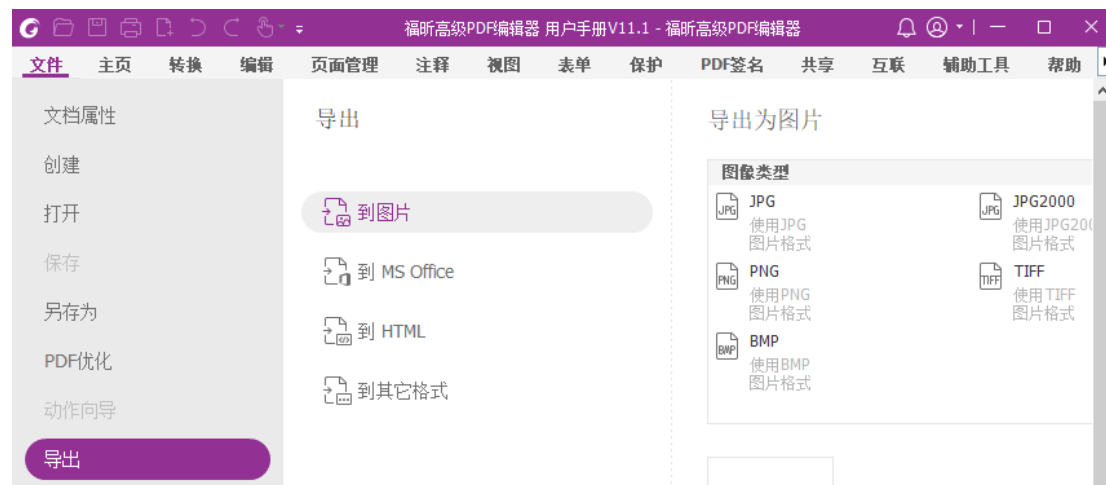 福昕高级PDF编辑器 用户手册V11.1 - 福昕高级PDF编辑器
文件 主页 转换 编辑 页面管理 注释 视图 表单 保护 PDF签名 共享 互联 辅助工具 帮助
文档属性
创建
打开
保存
另存为
PDF优化
动作向导
导出
导出
到图片
到 MS Office
到 HTML
到其它格式
导出为图片
图像类型
JPG
JPG
使用JPG
图片格式
JPG
JPG2000
使用JPG200
图片格式
PNG
PNG
使用PNG
图片格式
TIFF
TIFF
使用TIFF
图片格式
BMP
BMP
使用BMP
图片格式